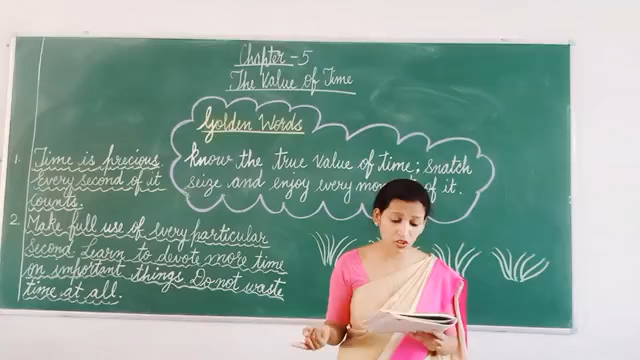 Chapter - 5
The Value of Time
Golden Words
Know the true value of time; snatch
seize and enjoy every of it.
1. Time is precious
Every second of it
counts.
2. Make full use of every particular
second. Learn to devote more time
on important things. Do not waste
time at all.